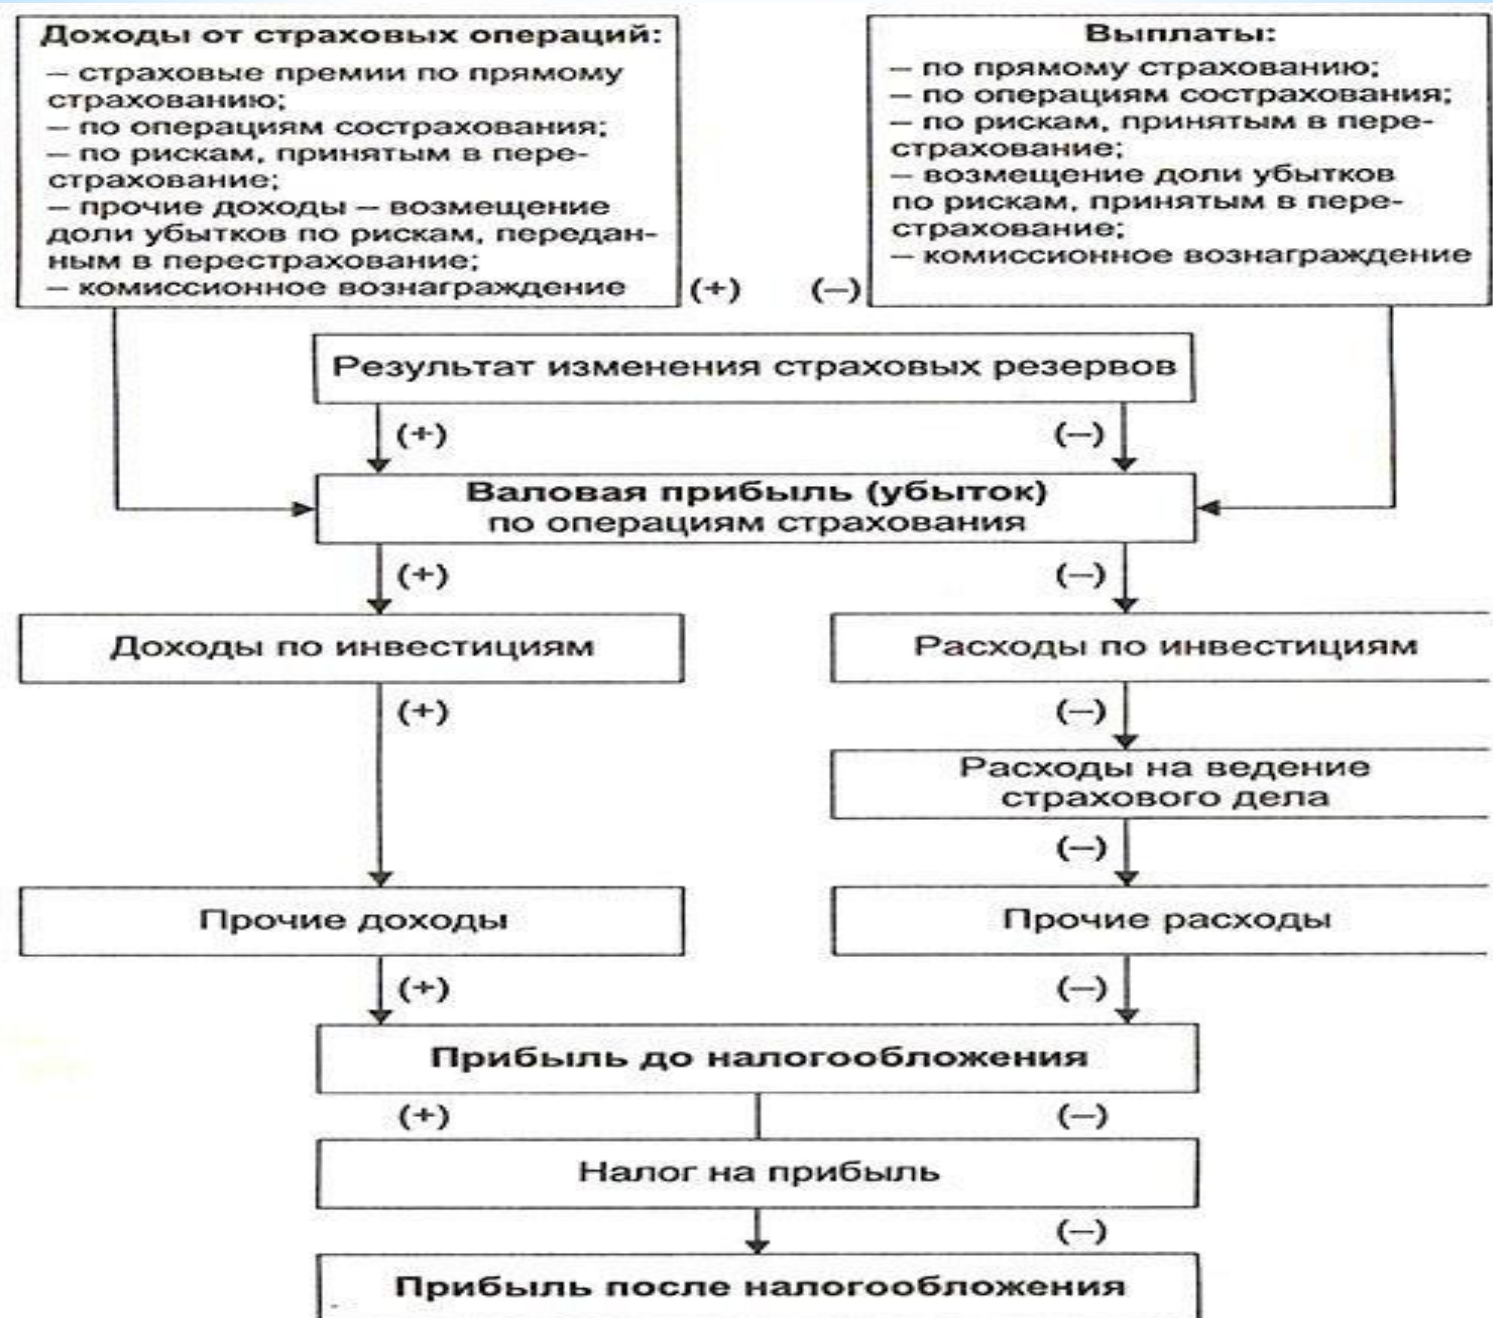 Доходы от страховых операций:
– страховые премии по прямому
страхованию;
– по операциям сострахования;
– по рискам, принятым в пере-
страхование;
– прочие доходы – возмещение
доли убытков по рискам, передан-
ным в перестрахование;
– комиссионное вознаграждение
(+)
(–)
Выплаты:
– по прямому страхованию;
– по операциям сострахования;
– по рискам, принятым в пере-
страхование;
– возмещение доли убытков
по рискам, принятым в пере-
страхование;
– комиссионное вознаграждение
Результат изменения страховых резервов
(+)
(–)
Валовая прибыль (убыток)
по операциям страхования
(+)
(–)
Доходы по инвестициям
Расходы по инвестициям
(+)
(–)
Расходы на ведение
страхового дела
(–)
Прочие доходы
Прочие расходы
(+)
(–)
Прибыль до налогообложения
(+)
(–)
Налог на прибыль
(–)
Прибыль после налогообложения